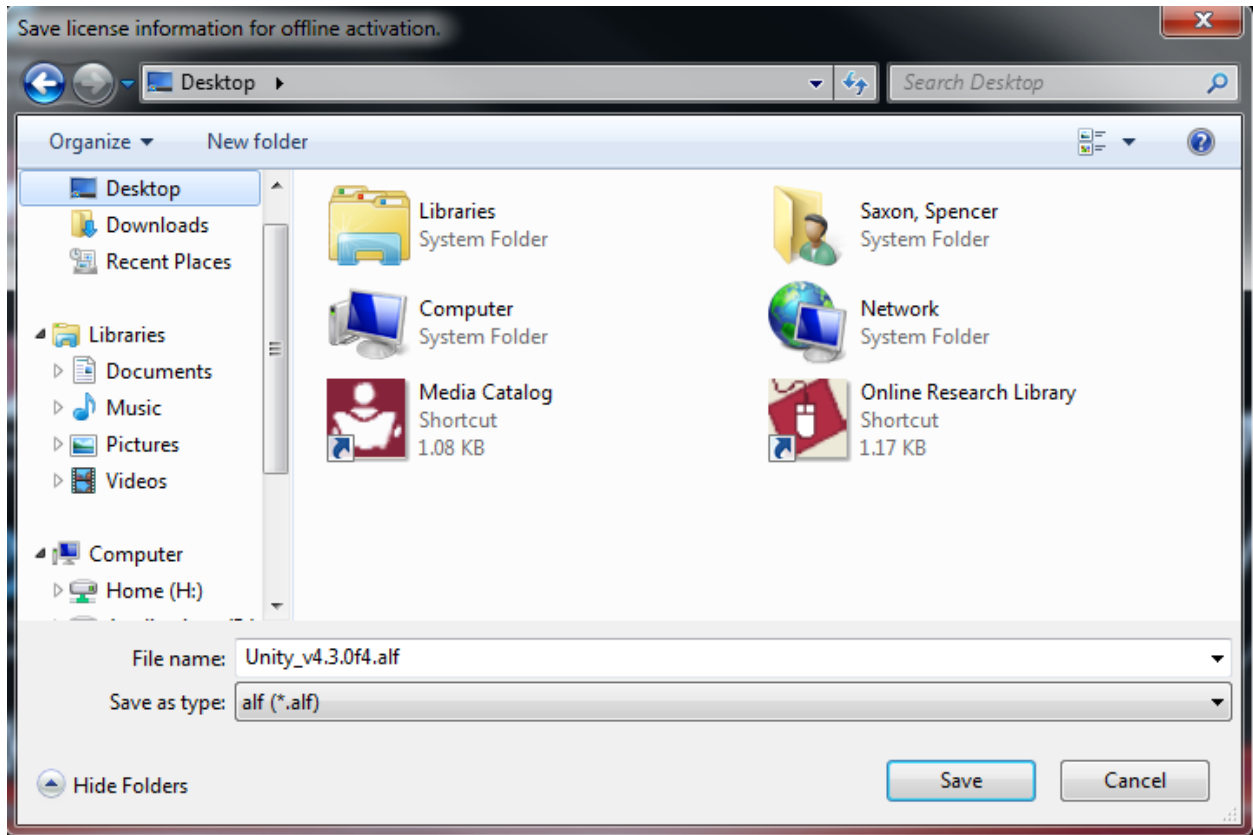 Save license information for offline activation.
Desktop
Search Desktop
Organize
New folder
Desktop
Downloads
Recent Places
Libraries
Documents
Music
Pictures
Videos
Computer
Home (H:)
Libraries
System Folder
Saxon, Spencer
System Folder
Computer
System Folder
Network
System Folder
Media Catalog
Shortcut
1.08 KB
Online Research Library
Shortcut
1.17 KB
File name: Unity_v4.3.0f4.alf
Save as type: alf (*.alf)
Hide Folders
Save
Cancel